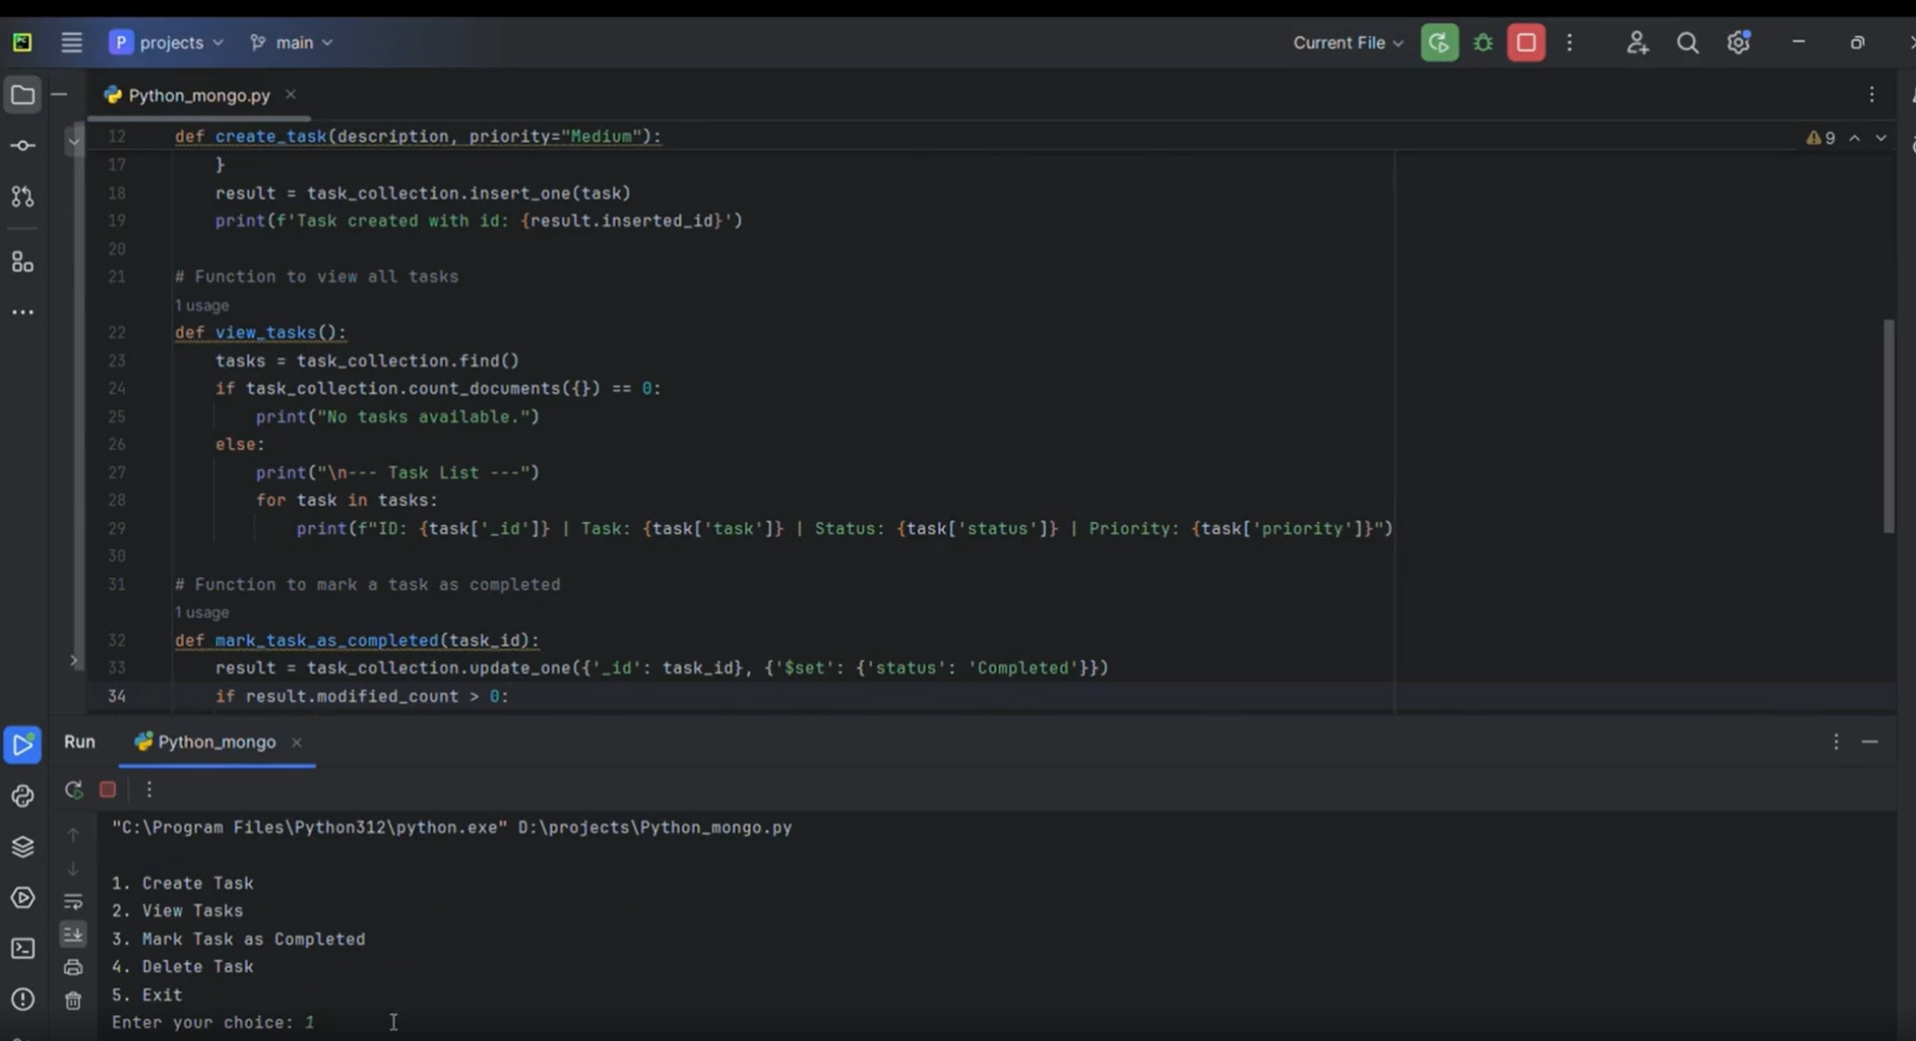 P projects main Current File
Python_mongo.py
12 def create_task(description, priority="Medium"): 9
17 }
18 result = task_collection.insert_one(task)
19 print(f'Task created with id: {result.inserted_id}')
20
21 # Function to view all tasks
1 usage
22 def view_tasks():
23 tasks = task_collection.find()
24 if task_collection.count_documents({}) == 0:
25 print("No tasks available.")
26 else:
27 print("\n--- Task List ---")
28 for task in tasks:
29 print(f"ID: {task['_id']} | Task: {task['task']} | Status: {task['status']} | Priority: {task['priority']}")
30
31 # Function to mark a task as completed
1 usage
32 def mark_task_as_completed(task_id):
33 result = task_collection.update_one({'_id': task_id}, {'$set': {'status': 'Completed'}})
34 if result.modified_count > 0:
Run Python_mongo
"C:\Program Files\Python312\python.exe" D:\projects\Python_mongo.py
1. Create Task
2. View Tasks
3. Mark Task as Completed
4. Delete Task
5. Exit
Enter your choice: 1